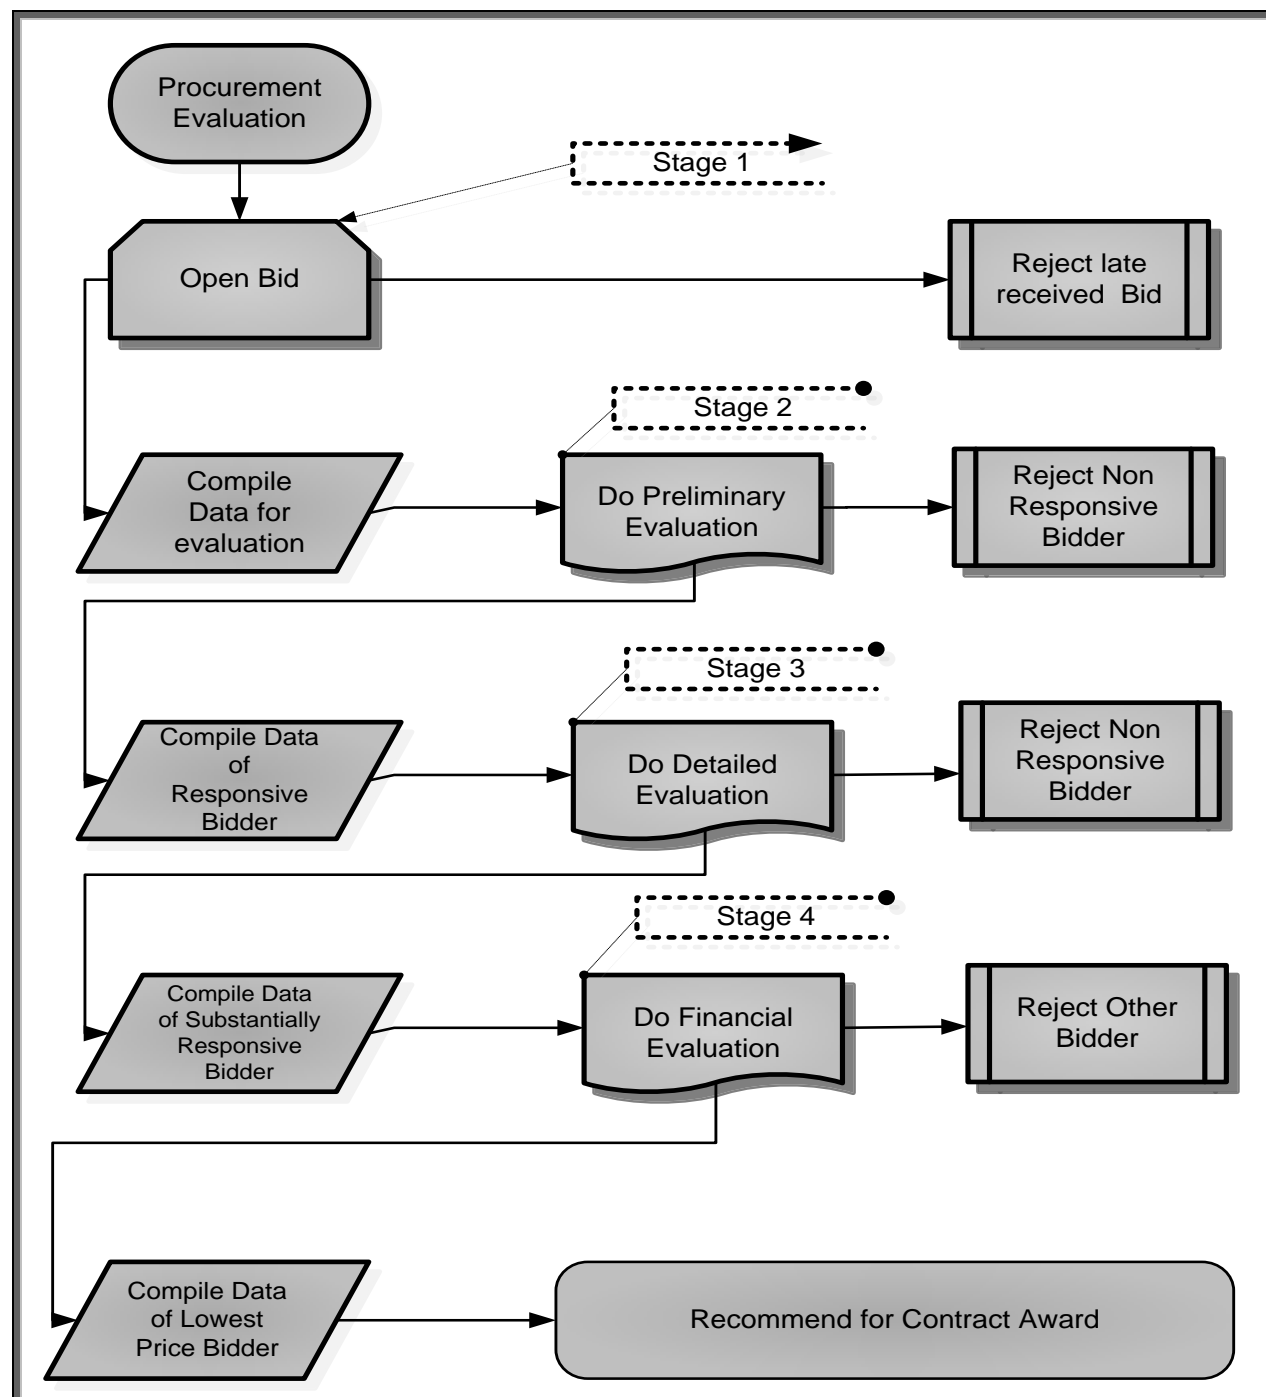 Procurement
Evaluation
Stage 1
Open Bid
Reject late
received  Bid
Stage 2
Compile
Data for
evaluation
Do Preliminary
Evaluation
Reject Non
Responsive
Bidder
Stage 3
Compile Data
of
Responsive
Bidder
Do Detailed
Evaluation
Reject Non
Responsive
Bidder
Stage 4
Compile Data
of Substantially
Responsive
Bidder
Do Financial
Evaluation
Reject Other
Bidder
Compile Data
of Lowest
Price Bidder
Recommend for Contract Award